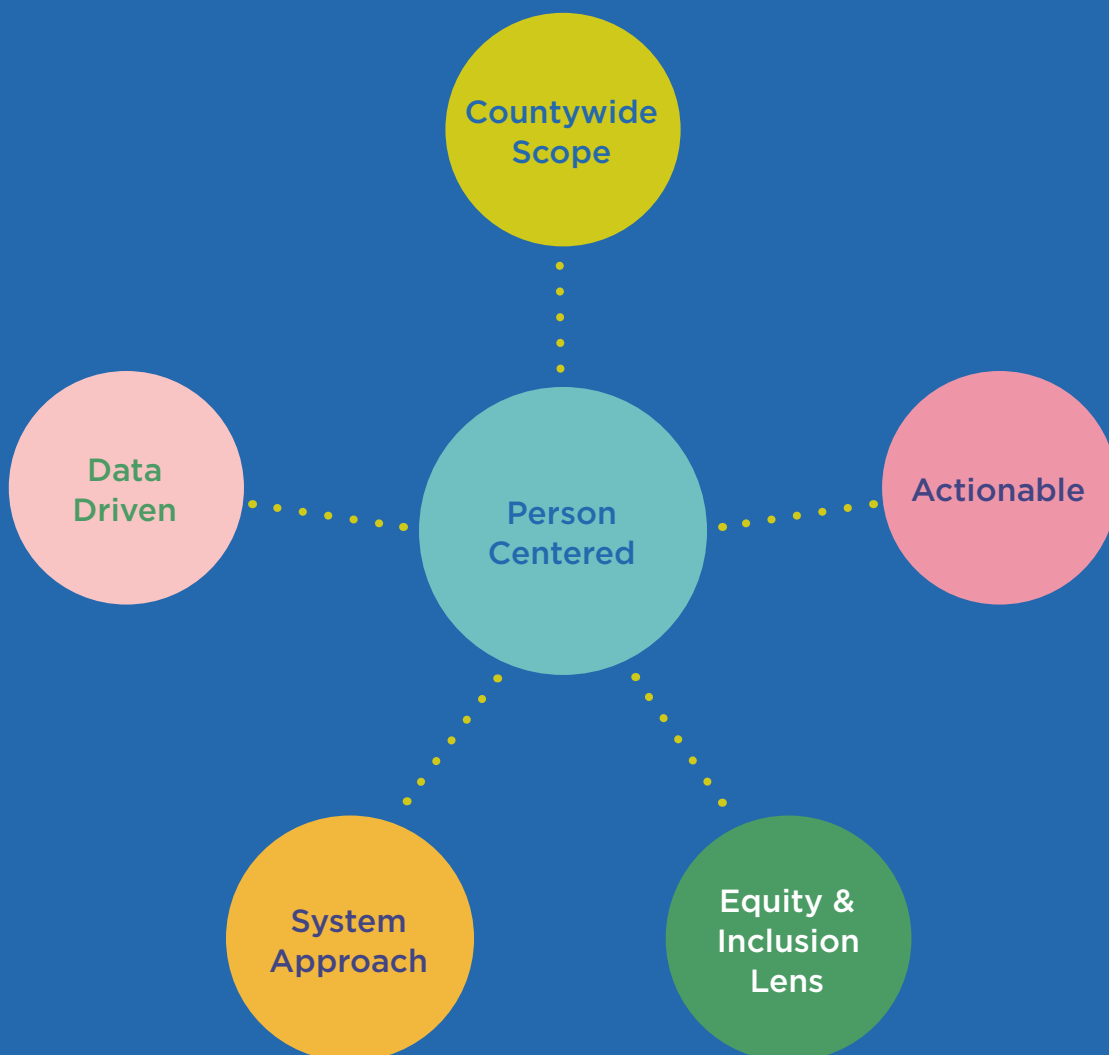 Countywide
Scope
Data
Driven
Person
Centered
Actionable
System
Approach
Equity &
Inclusion
Lens